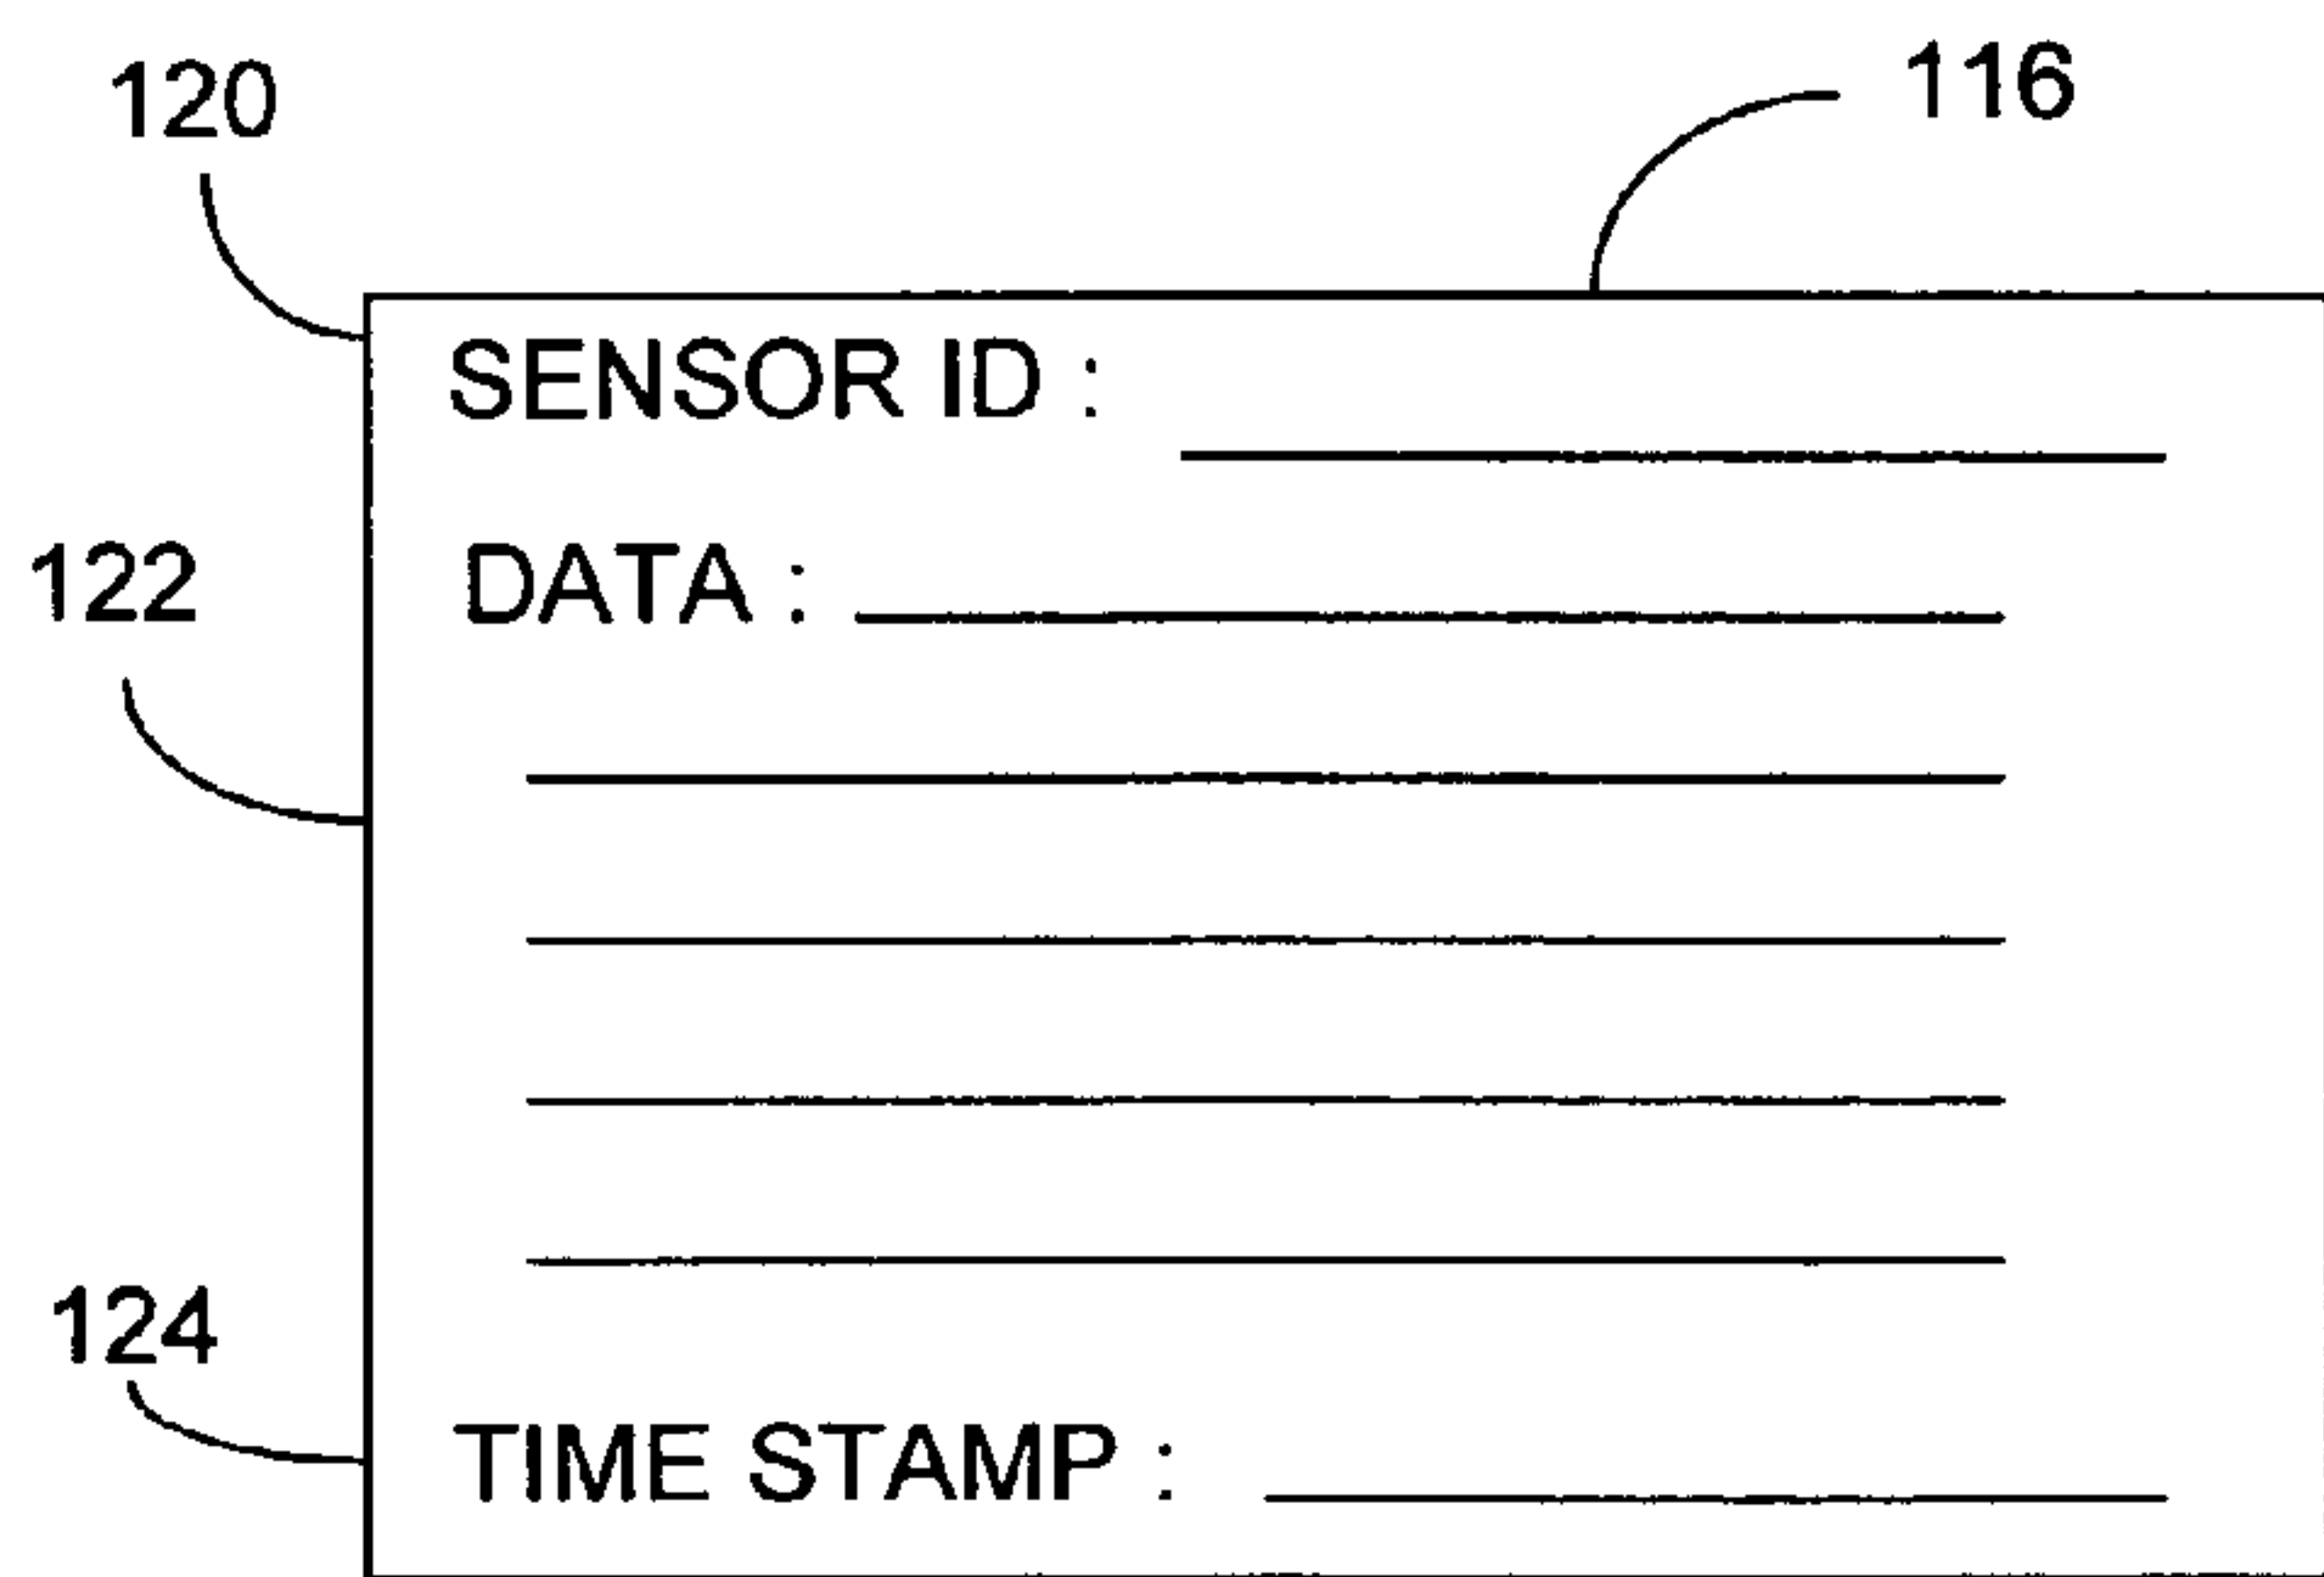 120
116
SENSOR ID :
122
DATA :
124
TIME STAMP :